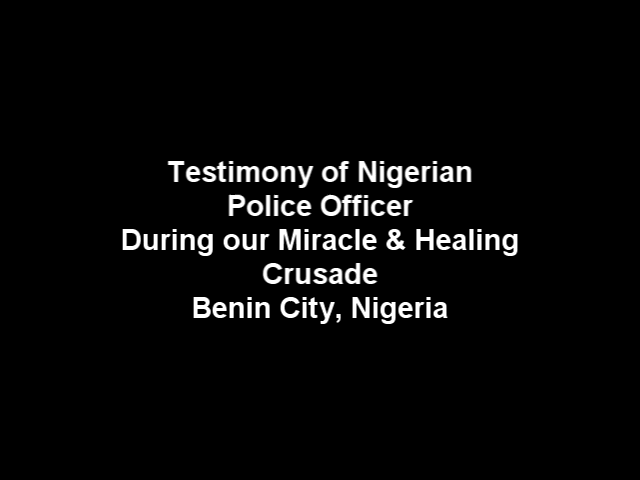 Testimony of Nigerian
Police Officer
During our Miracle & Healing
Crusade
Benin City, Nigeria